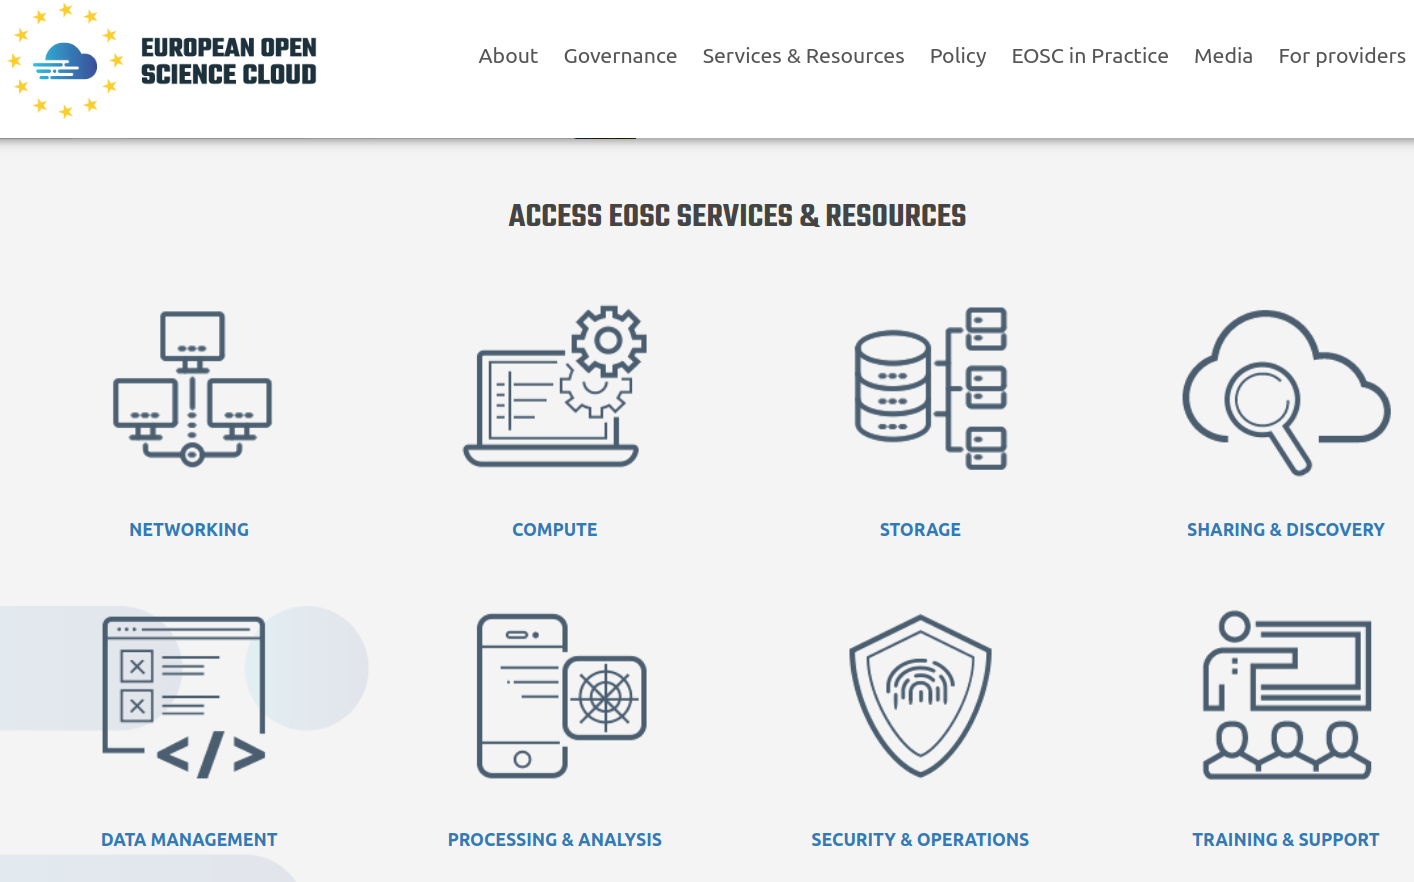 EUROPEAN OPEN
SCIENCE CLOUD
About Governance Services & Resources Policy EOSC in Practice Media For providers
ACCESS EOSC SERVICES & RESOURCES
NETWORKING COMPUTE STORAGE SHARING & DISCOVERY
</>
DATA MANAGEMENT PROCESSING & ANALYSIS SECURITY & OPERATIONS TRAINING & SUPPORT